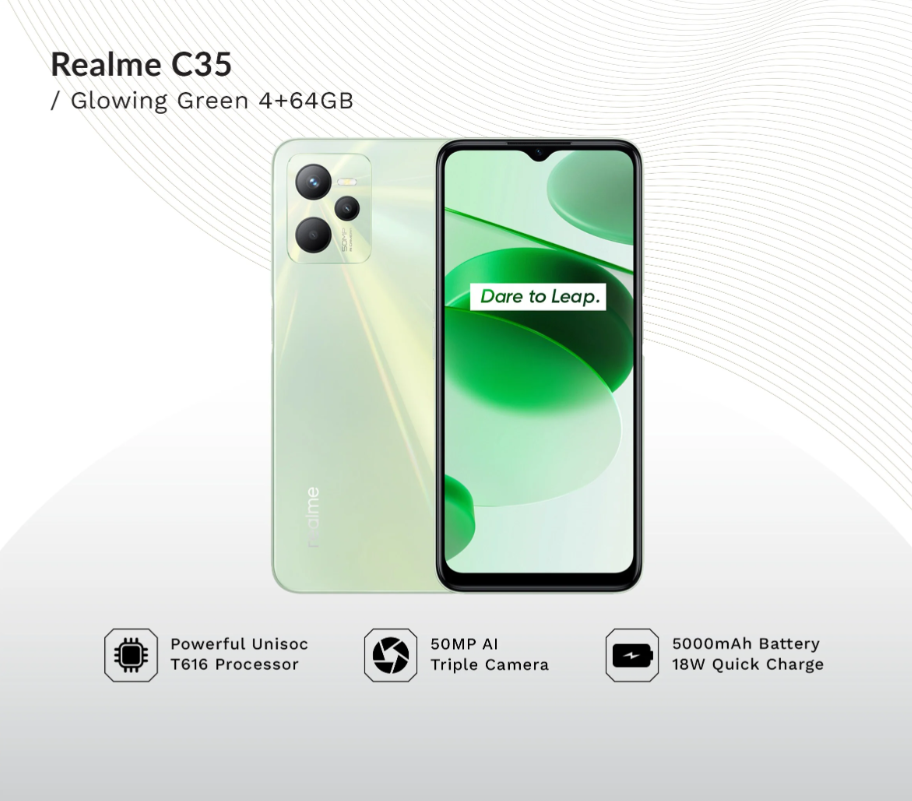 Realme C35
/ Glowing Green 4+64GB
50MP
Dare to Leap.
realme
Powerful Unisoc
T616 Processor
50MP AI
Triple Camera
5000mAh Battery
18W Quick Charge